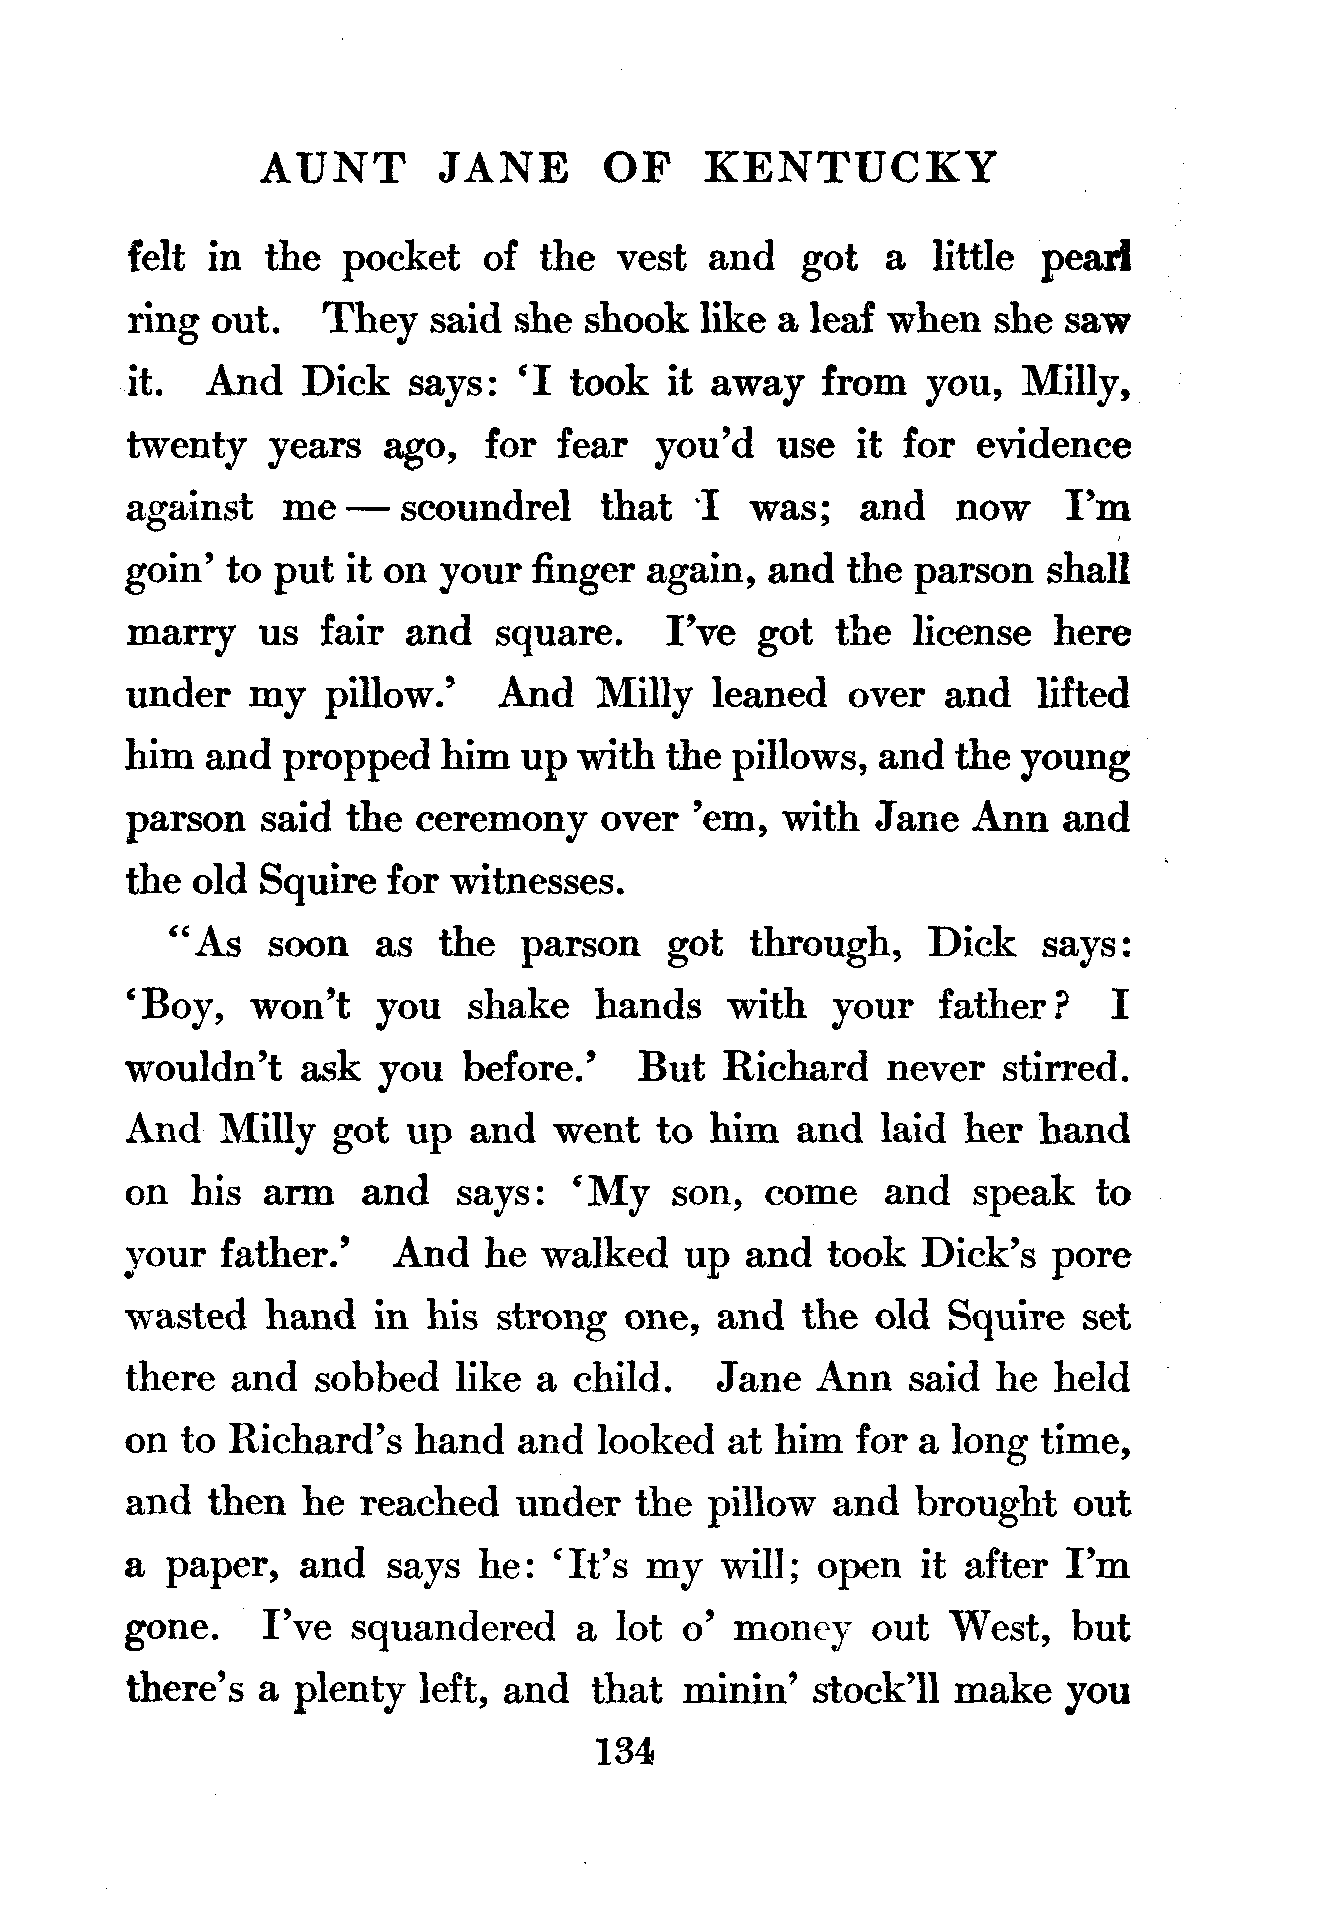 AUNT JANE OF KENTUCKY
felt in the pocket of the vest and got a little pearl
ring out. They said she shook like a leaf when she saw
it. And Dick says: ‘I took it away from you, Milly,
twenty years ago, for fear you’d use it for evidence
against me — scoundrel that I was; and now I’m
goin’ to put it on your finger again, and the parson shall
marry us fair and square. I’ve got the license here
under my pillow.’ And Milly leaned over and lifted
him and propped him up with the pillows, and the young
parson said the ceremony over ’em, with Jane Ann and
the old Squire for witnesses.
“As soon as the parson got through, Dick says:
‘Boy, won’t you shake hands with your father? I
wouldn’t ask you before.’ But Richard never stirred.
And Milly got up and went to him and laid her hand
on his arm and says: ‘My son, come and speak to
your father.’ And he walked up and took Dick’s pore
wasted hand in his strong one, and the old Squire set
there and sobbed like a child. Jane Ann said he held
on to Richard’s hand and looked at him for a long time,
and then he reached under the pillow and brought out
a paper, and says he: ‘It’s my will; open it after I’m
gone. I’ve squandered a lot o’ money out West, but
there’s a plenty left, and that minin’ stock’ll make you
134